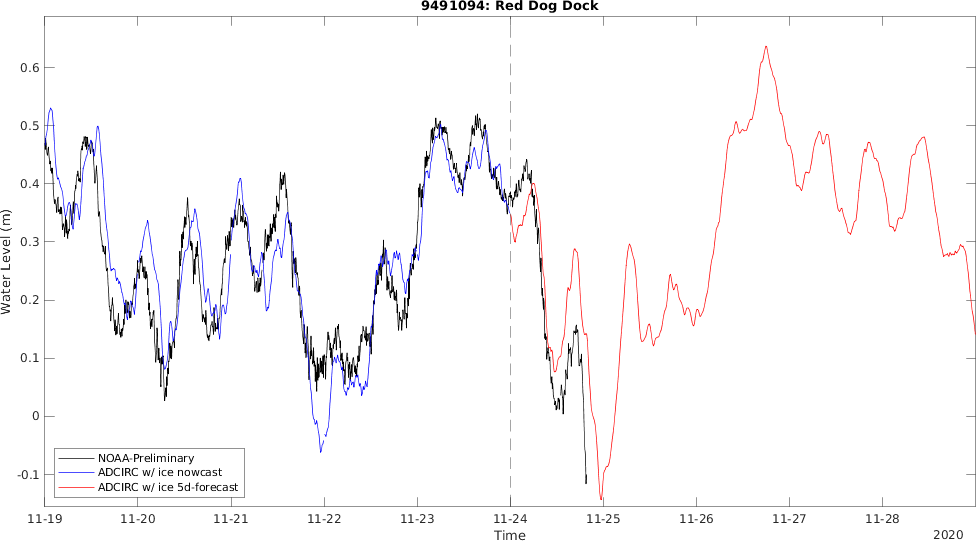 9491094: Red Dog Dock
Water Level (m)
0.6
0.5
0.4
0.3
0.2
0.1
0
-0.1
NOAA-Preliminary
ADCIRC w/ ice nowcast
ADCIRC w/ ice 5d-forecast
11-19 11-20 11-21 11-22 11-23 11-24 11-25 11-26 11-27 11-28
Time
2020